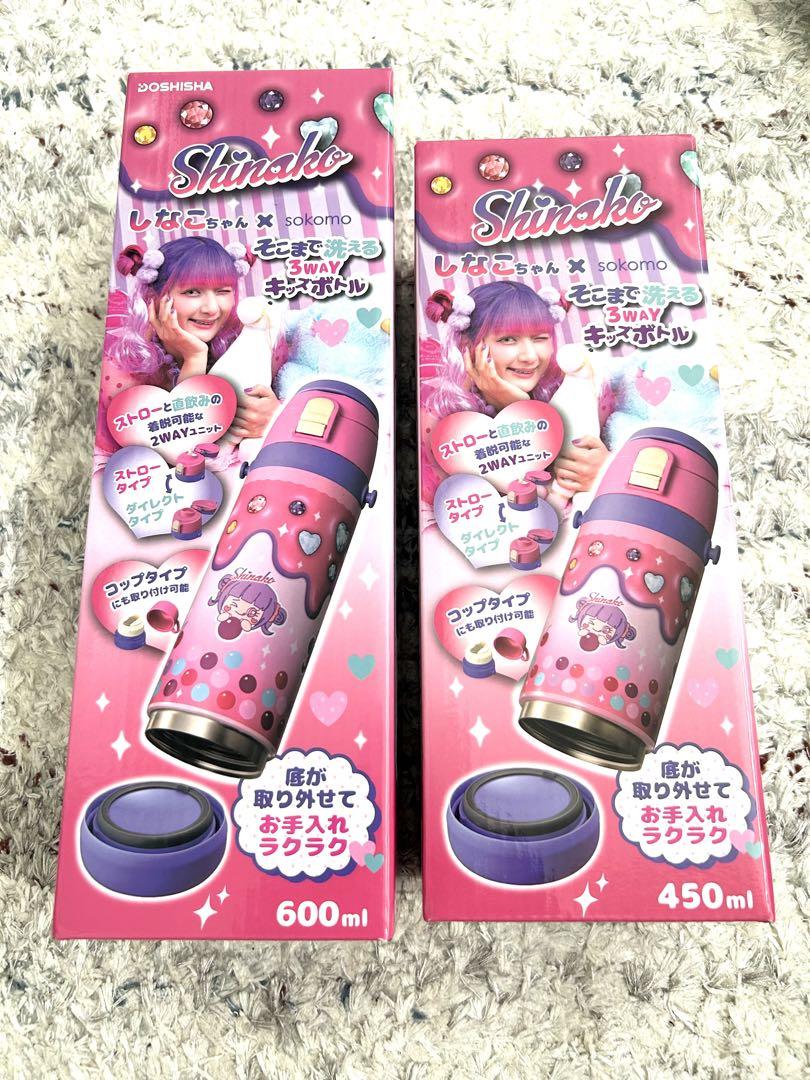 DOSHISHA
Shinako
しなこちゃん × sokomo
そこまで洗える
3WAY
キッズボトル
ストローと直飲みの
着脱可能な
2WAYユニット
ストロー
タイプ
ダイレクト
タイプ
コップタイプ
にも取り付け可能
Shinako
底が
取り外せて
お手入れ
ラクラク
600ml
Shinako
しなこちゃん × sokomo
そこまで洗える
3WAY
キッズボトル
ストローと直飲みの
着脱可能な
2WAYユニット
ストロー
タイプ
ダイレクト
タイプ
コップタイプ
にも取り付け可能
Shinako
底が
取り外せて
お手入れ
ラクラク
450ml